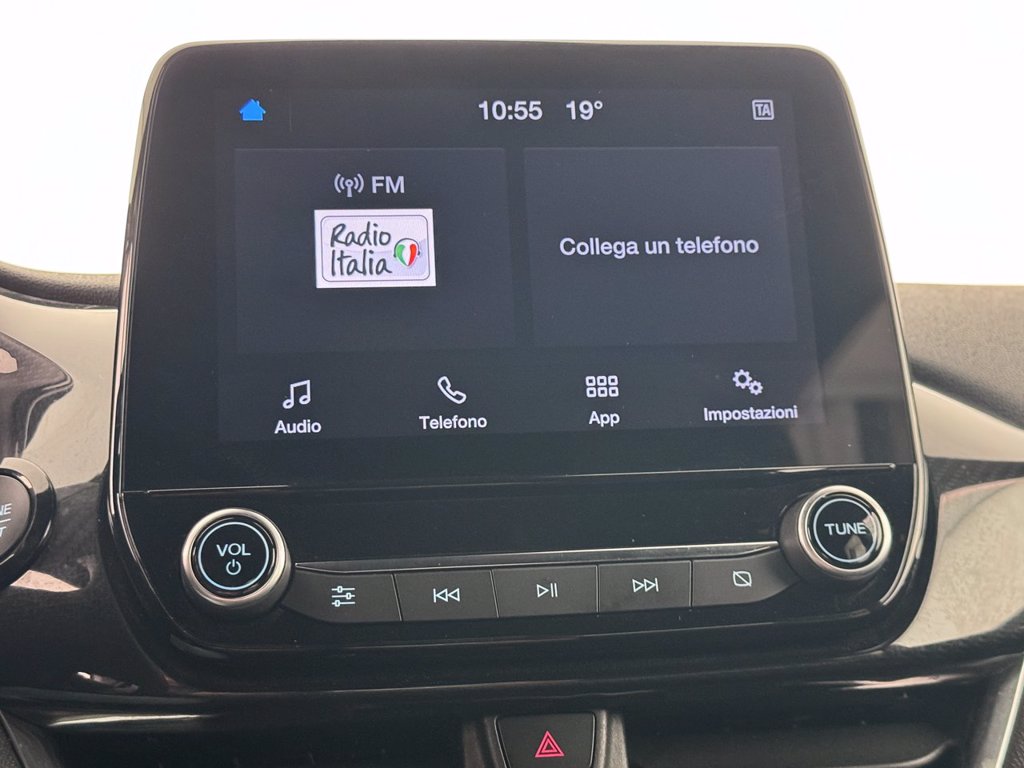 10:55 19°
TA
FM
Radio
Italia
Collega un telefono
Audio
Telefono
App
Impostazioni
VOL
TUNE